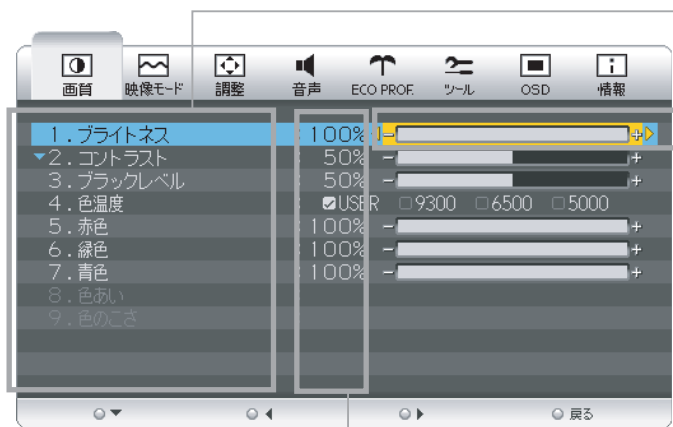 画質 映像モード 調整 音声 ECO PROF. ツール OSD 情報
1.ブライトネス : 100% - +
2.コントラスト : 50% - +
3.ブラックレベル : 50% - +
4.色温度 : USER 9300 6500 5000
5.赤色 : 100% - +
6.緑色 : 100% - +
7.青色 : 100% - +
8.色あい :
9.色のこさ :
戻る